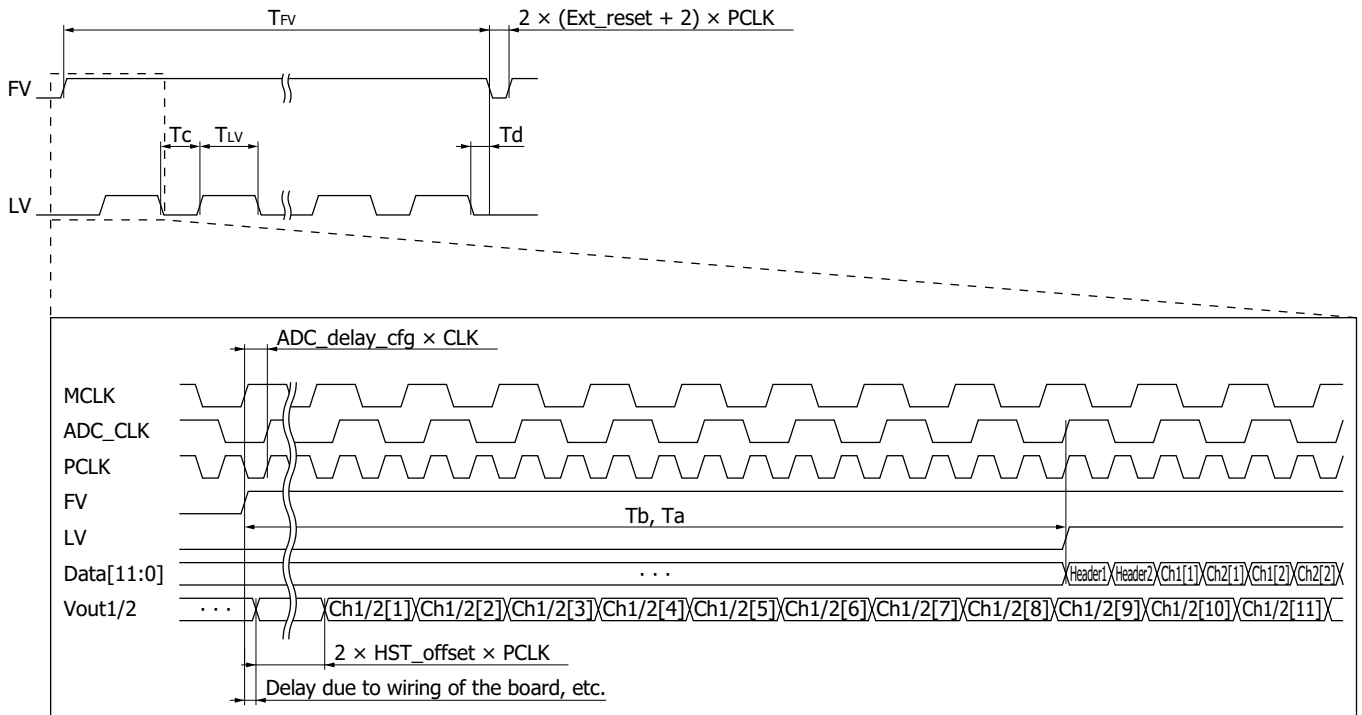 TFV
2 × (Ext_reset + 2) × PCLK
FV
Tc
TLV
Td
LV
ADC_delay_cfg × CLK
MCLK
ADC_CLK
PCLK
FV
Tb, Ta
LV
Data[11:0]
· · ·
Header1
Header2
Ch1[1]
Ch2[1]
Ch1[2]
Ch2[2]
Vout1/2
· · ·
Ch1/2[1]
Ch1/2[2]
Ch1/2[3]
Ch1/2[4]
Ch1/2[5]
Ch1/2[6]
Ch1/2[7]
Ch1/2[8]
Ch1/2[9]
Ch1/2[10]
Ch1/2[11]
2 × HST_offset × PCLK
Delay due to wiring of the board, etc.